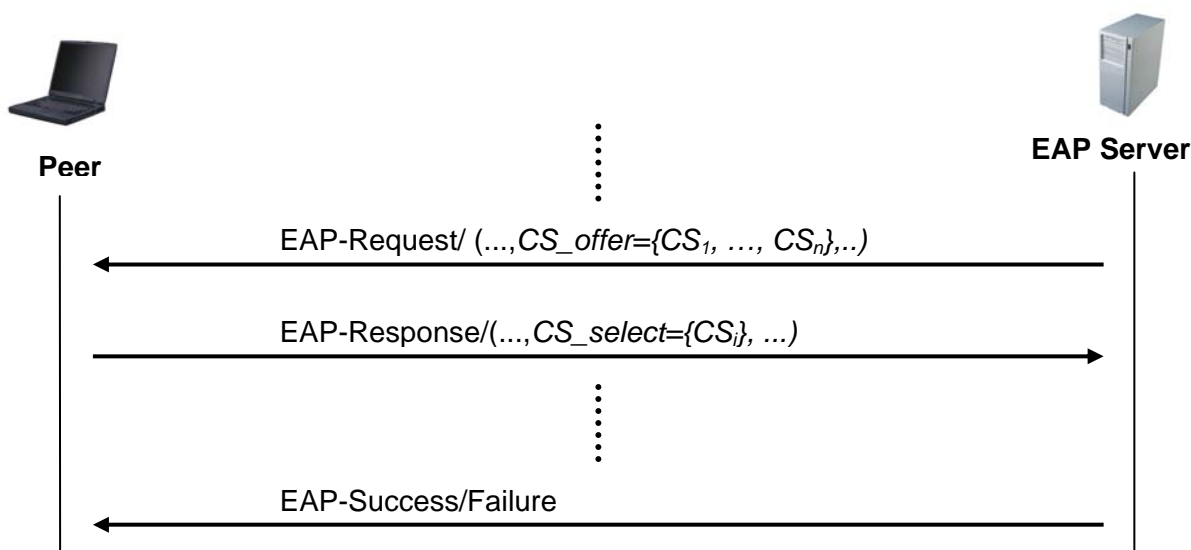 Peer
EAP Server
EAP-Request/ (...,CS_offer={CS₁, …, CSₙ},..)
EAP-Response/(...,CS_select={CSᵢ}, ...)
EAP-Success/Failure